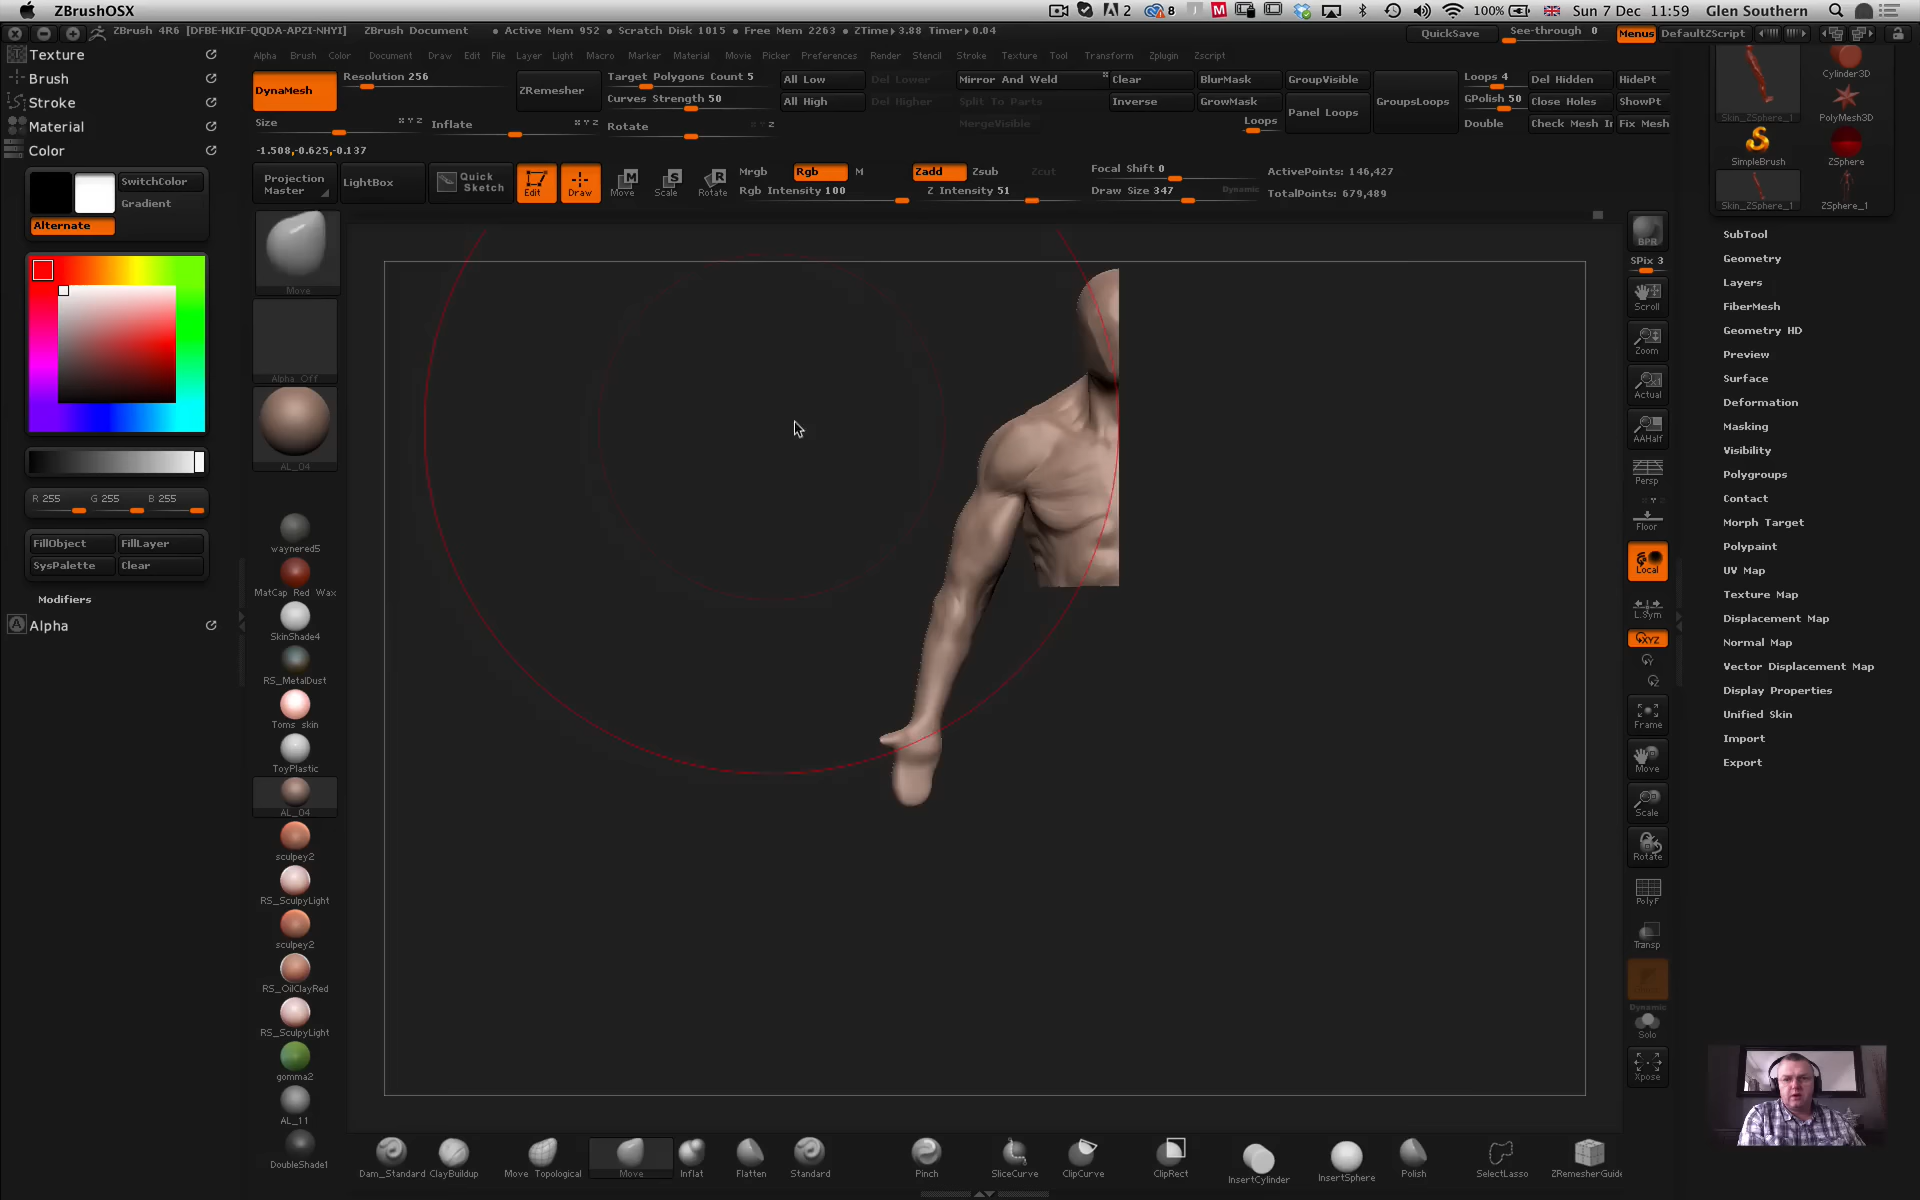 ZBrushOSX
2
8
100%
Sun 7 Dec 11:59
Glen Southern
ZBrush 4R6 [DFBE-HKIF-QQDA-APZI-NHYI]
ZBrush Document
• Active Mem 952 • Scratch Disk 1015 • Free Mem 2263 • ZTime▸3.88 Timer▸0.04
QuickSave
See-through 0
Menus
DefaultZScript
Alpha Brush Color Document Draw Edit File Layer Light Macro Marker Material Movie Picker Preferences Render Stencil Stroke Texture Tool Transform Zplugin Zscript
Texture
Brush
Stroke
Material
Color
SwitchColor
Gradient
Alternate
R 255 G 255 B 255
FillObject FillLayer
SysPalette Clear
Modifiers
Alpha
DynaMesh
Resolution 256
Size
Inflate
X Y Z
ZRemesher
Target Polygons Count 5
Curves Strength 50
Rotate
All Low
All High
Del Lower
Del Higher
Mirror And Weld
Split To Parts
MergeVisible
Clear
Inverse
BlurMask
GrowMask
Loops
GroupVisible
Panel Loops
GroupsLoops
Loops 4
GPolish 50
Double
Del Hidden
Close Holes
Check Mesh Ir
HidePt
ShowPt
Fix Mesh
-1.508,-0.625,-0.137
Projection
Master
LightBox
Quick
Sketch
Edit
Draw
Move
Scale
Rotate
Mrgb Rgb M
Rgb Intensity 100
Zadd Zsub Zcut
Z Intensity 51
Focal Shift 0
Draw Size 347
Dynamic
ActivePoints: 146,427
TotalPoints: 679,489
Move
Alpha Off
AL_04
waynered5
MatCap Red Wax
SkinShade4
RS_MetalDust
Toms skin
ToyPlastic
AL_04
sculpey2
RS_SculpyLight
sculpey2
RS_OilClayRed
RS_SculpyLight
gomma2
AL_11
DoubleShade1
BPR
SPix 3
Scroll
Zoom
Actual
AAHalf
Persp
Floor
Local
L.Sym
XYZ
Frame
Move
Scale
Rotate
PolyF
Transp
Dynamic
Solo
Xpose
Skin_ZSphere_1
Cylinder3D
PolyMesh3D
SimpleBrush
ZSphere
Skin_ZSphere_1
ZSphere_1
SubTool
Geometry
Layers
FiberMesh
Geometry HD
Preview
Surface
Deformation
Masking
Visibility
Polygroups
Contact
Morph Target
Polypaint
UV Map
Texture Map
Displacement Map
Normal Map
Vector Displacement Map
Display Properties
Unified Skin
Import
Export
Dam_Standard
ClayBuildup
Move Topological
Move
Inflat
Flatten
Standard
Pinch
SliceCurve
ClipCurve
ClipRect
InsertCylinder
InsertSphere
Polish
SelectLasso
ZRemesherGuide